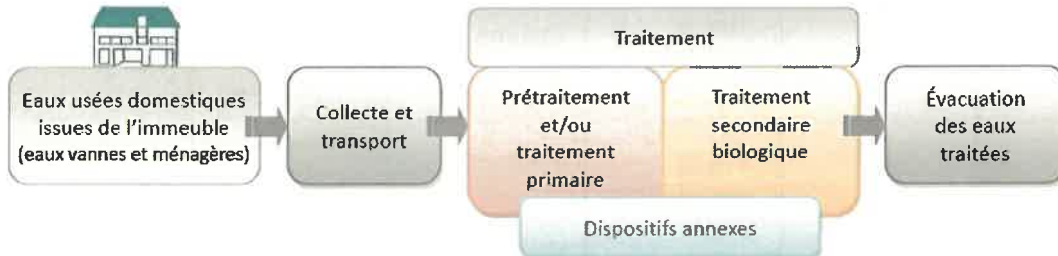 Eaux usées domestiques
issues de l'immeuble
(eaux vannes et ménagères)
Collecte et
transport
Traitement
Prétraitement
et/ou
traitement
primaire
Traitement
secondaire
biologique
Dispositifs annexes
Évacuation
des eaux
traitées